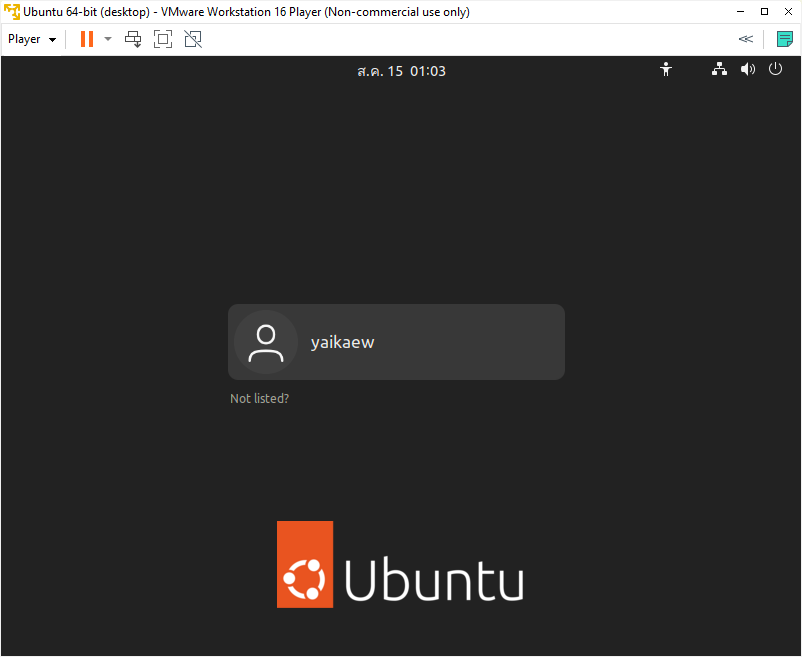 Ubuntu 64-bit (desktop) - VMware Workstation 16 Player (Non-commercial use only)
Player
ส.ค. 15 01:03
yaikaew
Not listed?
Ubuntu